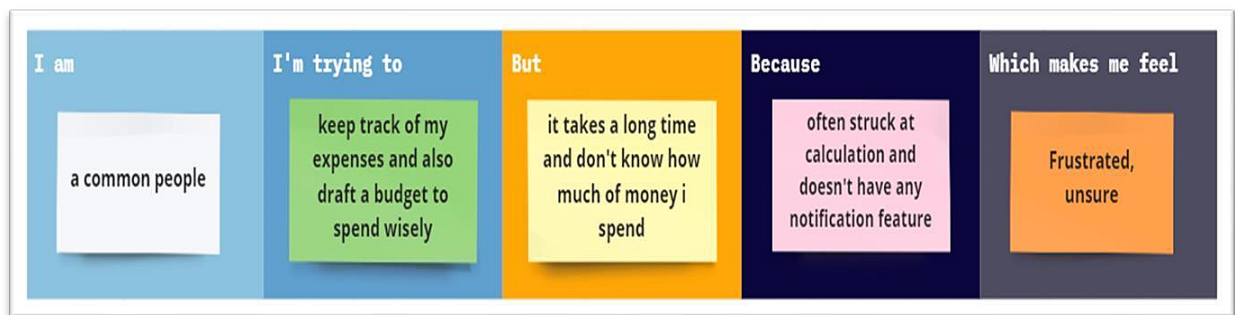 I am
a common people
I'm trying to
keep track of my
expenses and also
draft a budget to
spend wisely
But
it takes a long time
and don't know how
much of money i
spend
Because
often struck at
calculation and
doesn't have any
notification feature
Which makes me feel
Frustrated,
unsure